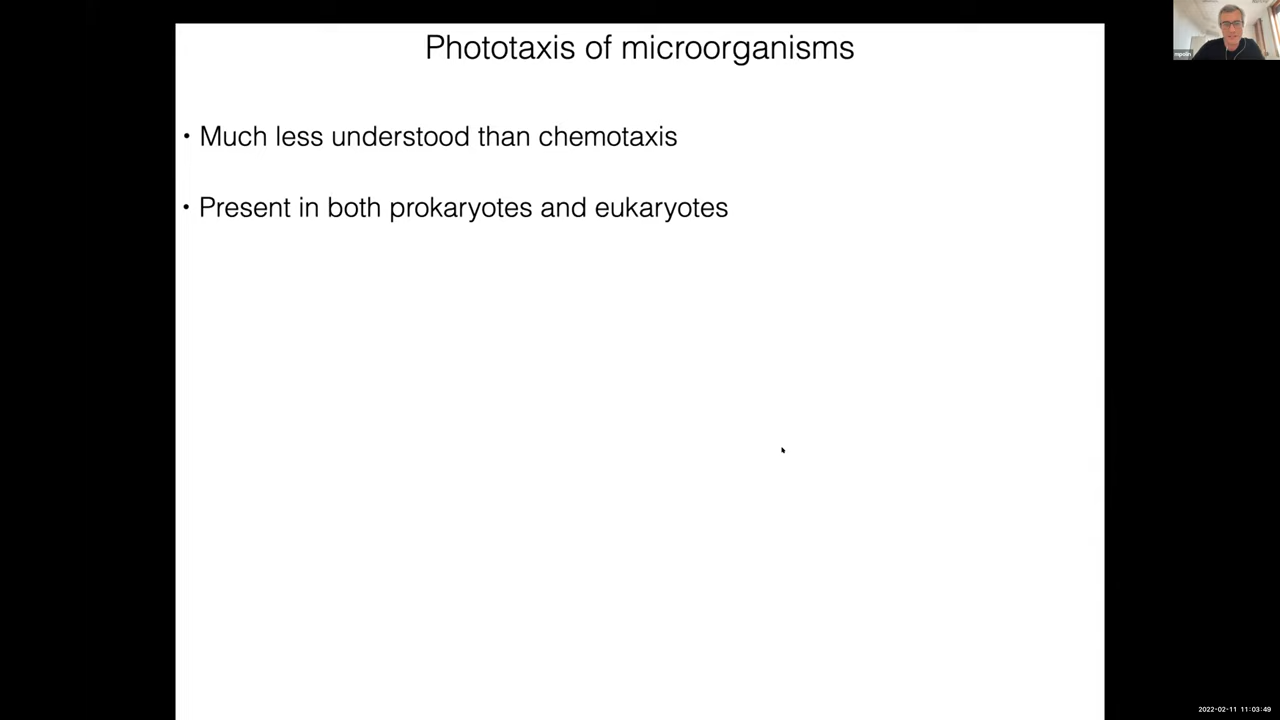 Phototaxis of microorganisms
• Much less understood than chemotaxis
• Present in both prokaryotes and eukaryotes
mpolin
2022-02-11 11:03:49